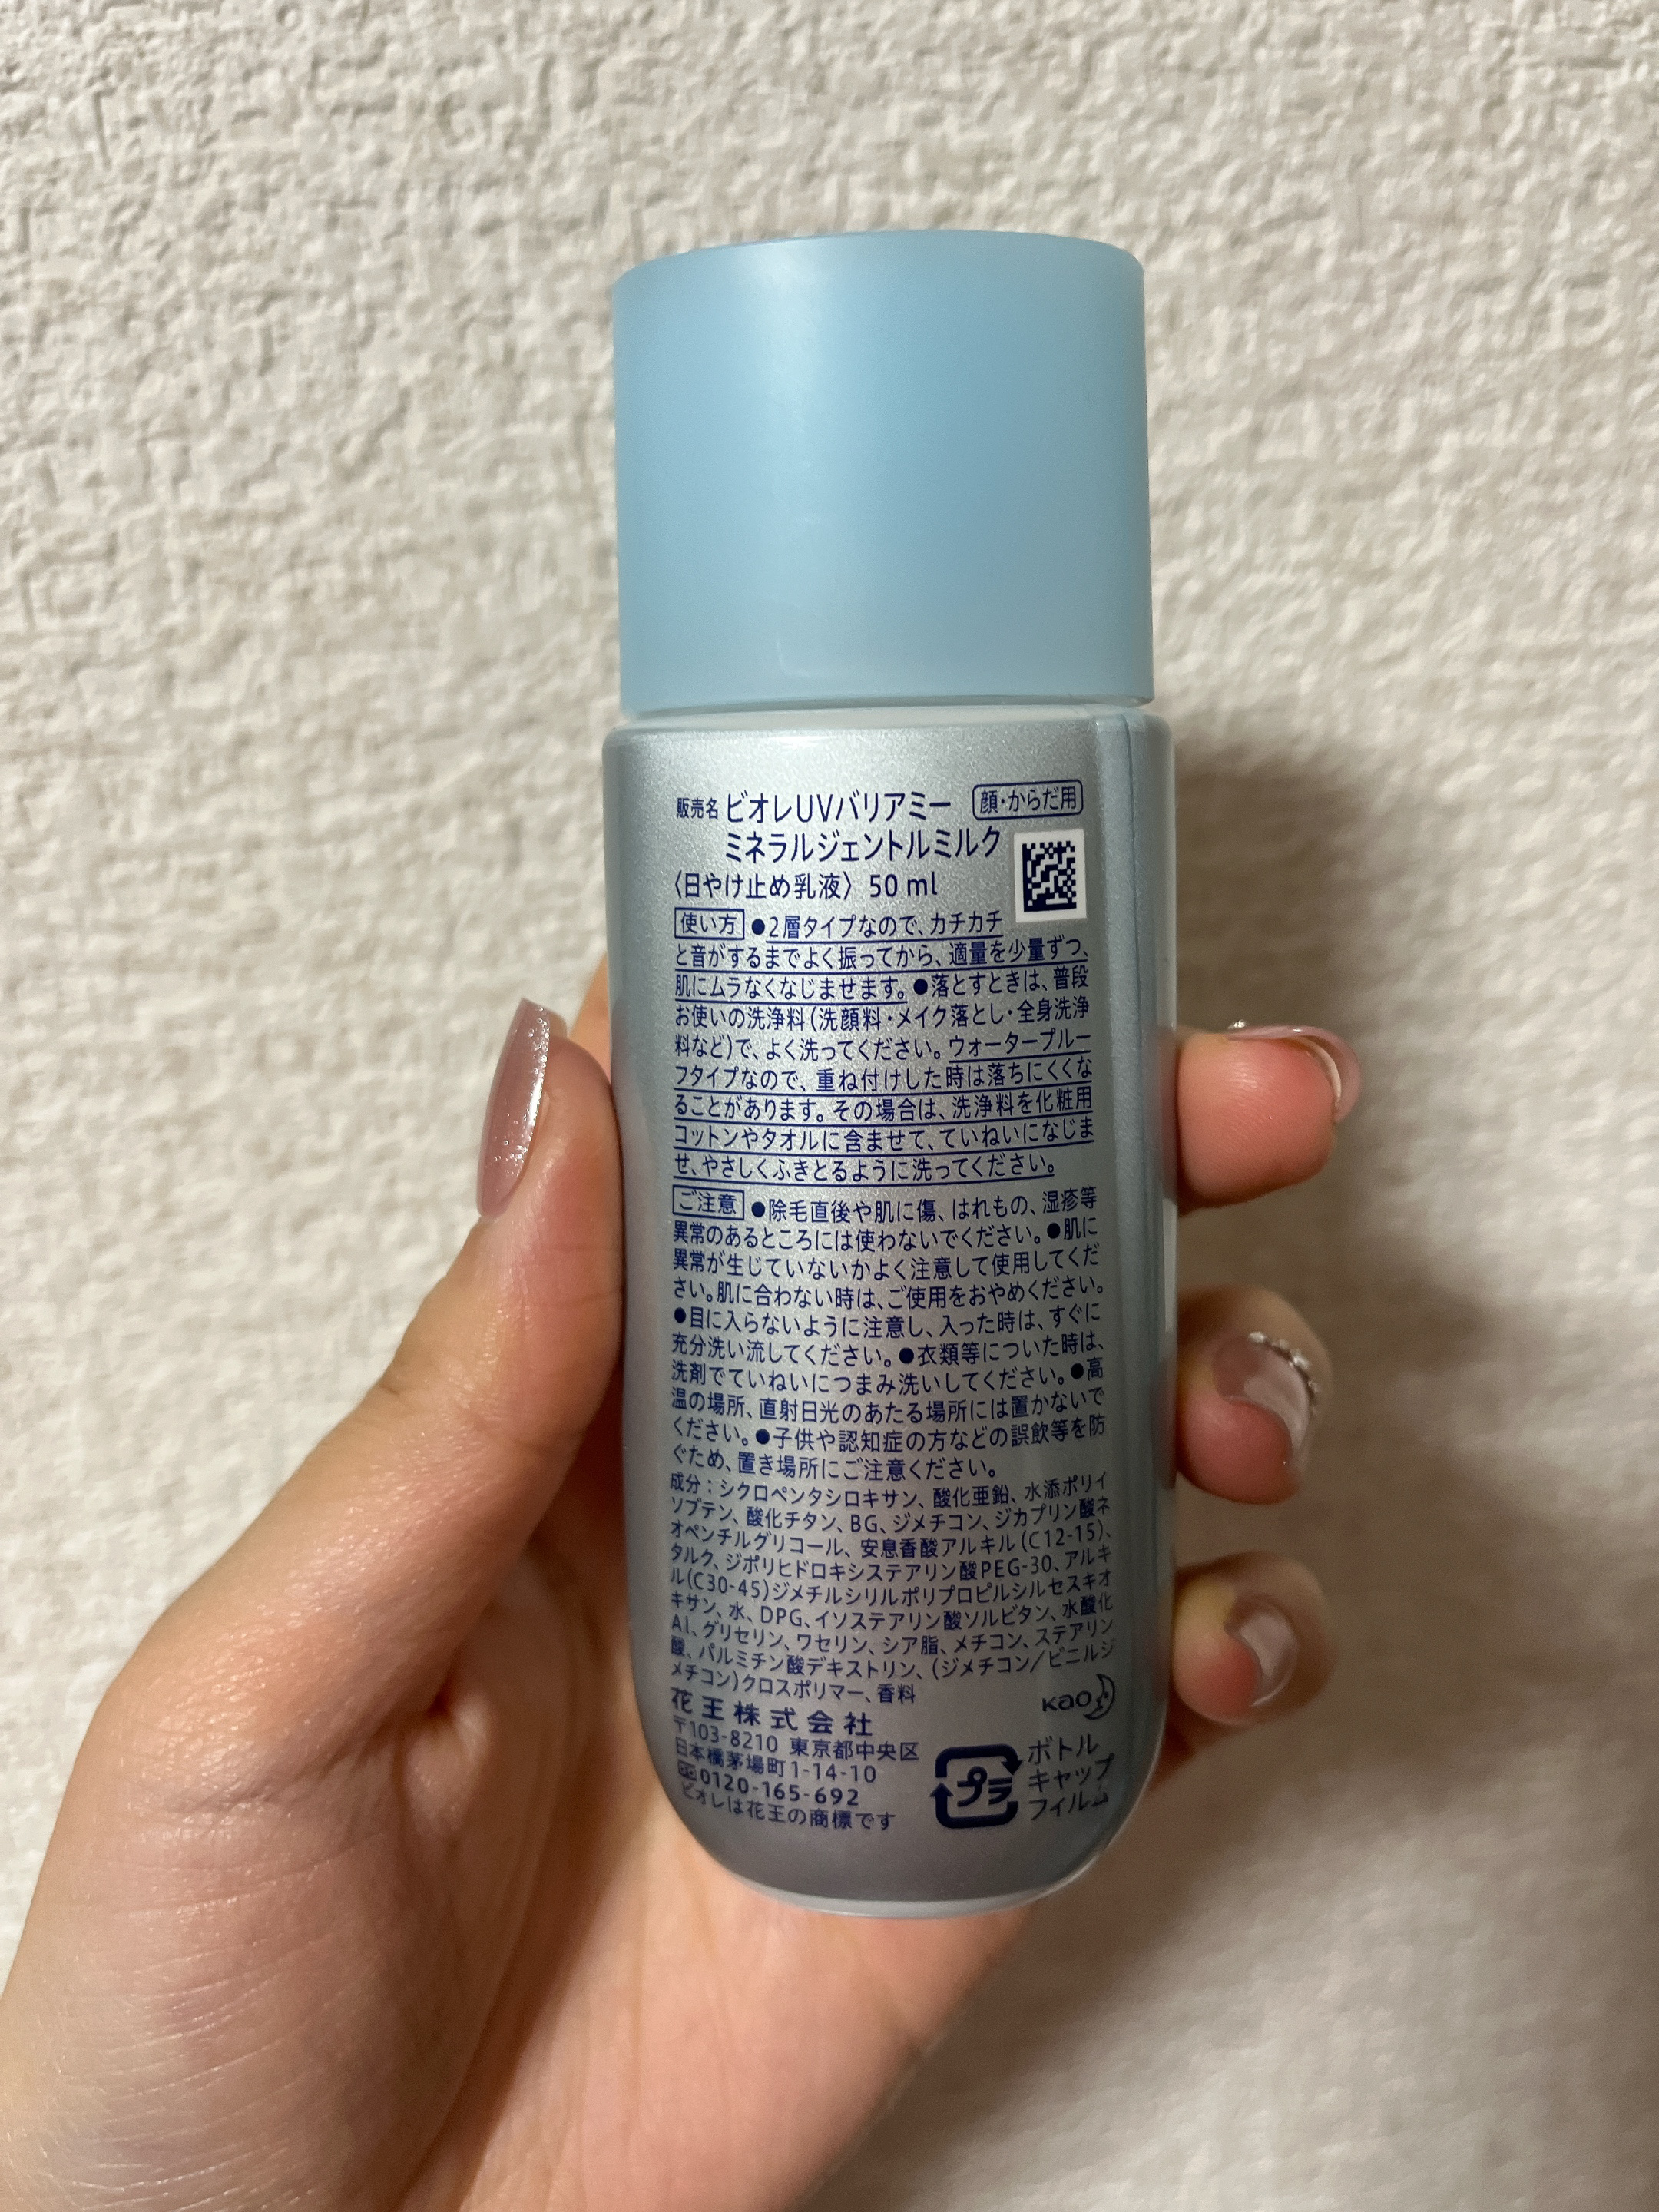 販売名 ビオレUVバリアミー 顔・からだ用
ミネラルジェントルミルク
〈日やけ止め乳液〉 50 ml
使い方 ●2層タイプなので、カチカチ
と音がするまでよく振ってから、適量を少量ずつ、
肌にムラなくなじませます。●落とすときは、普段
お使いの洗浄料(洗顔料・メイク落とし・全身洗浄
料など)で、よく洗ってください。ウォータープルー
フタイプなので、重ね付けした時は落ちにくくな
ることがあります。その場合は、洗浄料を化粧用
コットンやタオルに含ませて、ていねいになじま
せ、やさしくふきとるように洗ってください。
ご注意 ●除毛直後や肌に傷、はれもの、湿疹等
異常のあるところには使わないでください。●肌に
異常が生じていないかよく注意して使用してくだ
さい。肌に合わない時は、ご使用をおやめください。
●目に入らないように注意し、入った時は、すぐに
充分洗い流してください。●衣類等についた時は、
洗剤でていねいにつまみ洗いしてください。●高
温の場所、直射日光のあたる場所には置かないで
ください。●子供や認知症の方などの誤飲等を防
ぐため、置き場所にご注意ください。
成分：シクロペンタシロキサン、酸化亜鉛、水添ポリイ
ソブテン、酸化チタン、BG、ジメチコン、ジカプリン酸ネ
オペンチルグリコール、安息香酸アルキル(C12-15)、
タルク、ジポリヒドロキシステアリン酸PEG-30、アルキ
ル(C30-45)ジメチルシリルポリプロピルシルセスキオ
キサン、水、DPG、イソステアリン酸ソルビタン、水酸化
Al、グリセリン、ワセリン、シア脂、メチコン、ステアリン
酸、パルミチン酸デキストリン、(ジメチコン／ビニルジ
メチコン)クロスポリマー、香料
花王株式会社
Kao
〒103-8210 東京都中央区
日本橋茅場町1-14-10
0120-165-692
ビオレは花王の商標です
プラ
ボトル
キャップ
フィルム